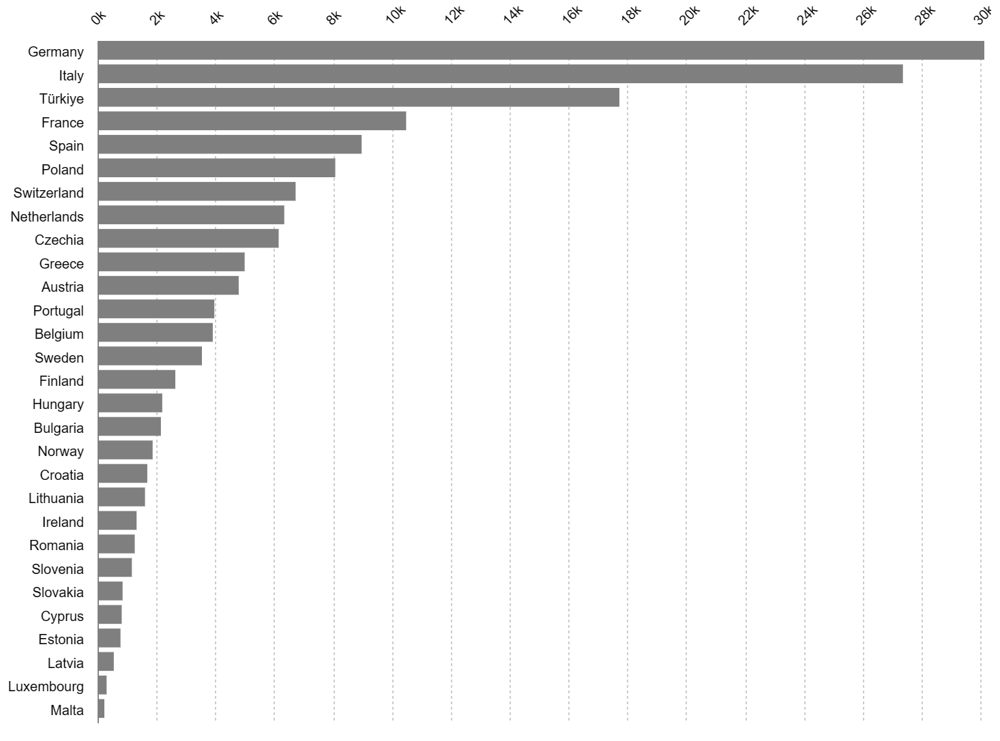 0k 2k 4k 6k 8k 10k 12k 14k 16k 18k 20k 22k 24k 26k 28k 30k
Germany
Italy
Türkiye
France
Spain
Poland
Switzerland
Netherlands
Czechia
Greece
Austria
Portugal
Belgium
Sweden
Finland
Hungary
Bulgaria
Norway
Croatia
Lithuania
Ireland
Romania
Slovenia
Slovakia
Cyprus
Estonia
Latvia
Luxembourg
Malta